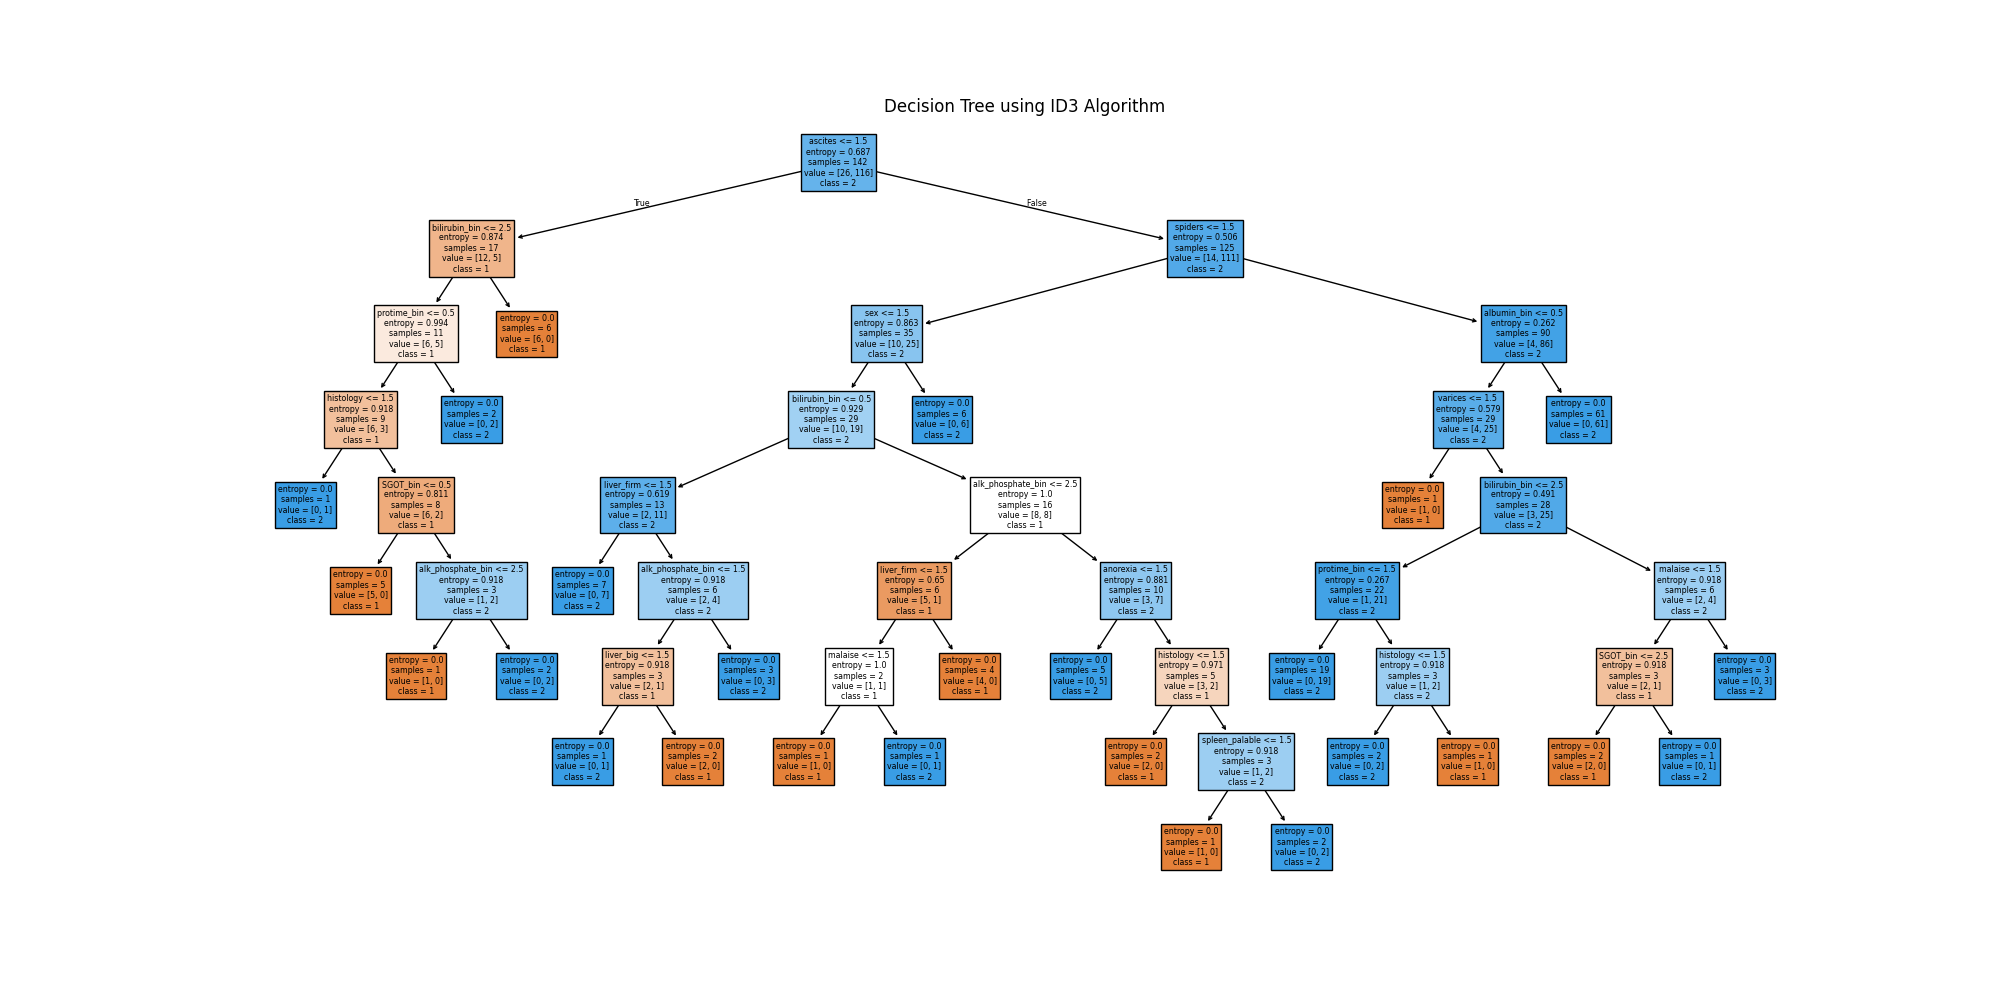 Decision Tree using ID3 Algorithm
ascites <= 1.5
entropy = 0.687
samples = 142
value = [26, 116]
class = 2
True
False
bilirubin_bin <= 2.5
entropy = 0.874
samples = 17
value = [12, 5]
class = 1
spiders <= 1.5
entropy = 0.506
samples = 125
value = [14, 111]
class = 2
protime_bin <= 0.5
entropy = 0.994
samples = 11
value = [6, 5]
class = 1
entropy = 0.0
samples = 6
value = [6, 0]
class = 1
sex <= 1.5
entropy = 0.863
samples = 35
value = [10, 25]
class = 2
albumin_bin <= 0.5
entropy = 0.262
samples = 90
value = [4, 86]
class = 2
histology <= 1.5
entropy = 0.918
samples = 9
value = [6, 3]
class = 1
entropy = 0.0
samples = 2
value = [0, 2]
class = 2
bilirubin_bin <= 0.5
entropy = 0.929
samples = 29
value = [10, 19]
class = 2
entropy = 0.0
samples = 6
value = [0, 6]
class = 2
varices <= 1.5
entropy = 0.579
samples = 29
value = [4, 25]
class = 2
entropy = 0.0
samples = 61
value = [0, 61]
class = 2
entropy = 0.0
samples = 1
value = [0, 1]
class = 2
SGOT_bin <= 0.5
entropy = 0.811
samples = 8
value = [6, 2]
class = 1
liver_firm <= 1.5
entropy = 0.619
samples = 13
value = [2, 11]
class = 2
alk_phosphate_bin <= 2.5
entropy = 1.0
samples = 16
value = [8, 8]
class = 1
entropy = 0.0
samples = 1
value = [1, 0]
class = 1
bilirubin_bin <= 2.5
entropy = 0.491
samples = 28
value = [3, 25]
class = 2
entropy = 0.0
samples = 5
value = [5, 0]
class = 1
alk_phosphate_bin <= 2.5
entropy = 0.918
samples = 3
value = [1, 2]
class = 2
entropy = 0.0
samples = 7
value = [0, 7]
class = 2
alk_phosphate_bin <= 1.5
entropy = 0.918
samples = 6
value = [2, 4]
class = 2
liver_firm <= 1.5
entropy = 0.65
samples = 6
value = [5, 1]
class = 1
anorexia <= 1.5
entropy = 0.881
samples = 10
value = [3, 7]
class = 2
protime_bin <= 1.5
entropy = 0.267
samples = 22
value = [1, 21]
class = 2
malaise <= 1.5
entropy = 0.918
samples = 6
value = [2, 4]
class = 2
entropy = 0.0
samples = 1
value = [1, 0]
class = 1
entropy = 0.0
samples = 2
value = [0, 2]
class = 2
liver_big <= 1.5
entropy = 0.918
samples = 3
value = [2, 1]
class = 1
entropy = 0.0
samples = 3
value = [0, 3]
class = 2
malaise <= 1.5
entropy = 1.0
samples = 2
value = [1, 1]
class = 1
entropy = 0.0
samples = 4
value = [4, 0]
class = 1
entropy = 0.0
samples = 5
value = [0, 5]
class = 2
histology <= 1.5
entropy = 0.971
samples = 5
value = [3, 2]
class = 1
entropy = 0.0
samples = 19
value = [0, 19]
class = 2
histology <= 1.5
entropy = 0.918
samples = 3
value = [1, 2]
class = 2
SGOT_bin <= 2.5
entropy = 0.918
samples = 3
value = [2, 1]
class = 1
entropy = 0.0
samples = 3
value = [0, 3]
class = 2
entropy = 0.0
samples = 1
value = [0, 1]
class = 2
entropy = 0.0
samples = 2
value = [2, 0]
class = 1
entropy = 0.0
samples = 1
value = [1, 0]
class = 1
entropy = 0.0
samples = 1
value = [0, 1]
class = 2
entropy = 0.0
samples = 2
value = [2, 0]
class = 1
spleen_palable <= 1.5
entropy = 0.918
samples = 3
value = [1, 2]
class = 2
entropy = 0.0
samples = 2
value = [0, 2]
class = 2
entropy = 0.0
samples = 1
value = [1, 0]
class = 1
entropy = 0.0
samples = 2
value = [2, 0]
class = 1
entropy = 0.0
samples = 1
value = [0, 1]
class = 2
entropy = 0.0
samples = 1
value = [1, 0]
class = 1
entropy = 0.0
samples = 2
value = [0, 2]
class = 2